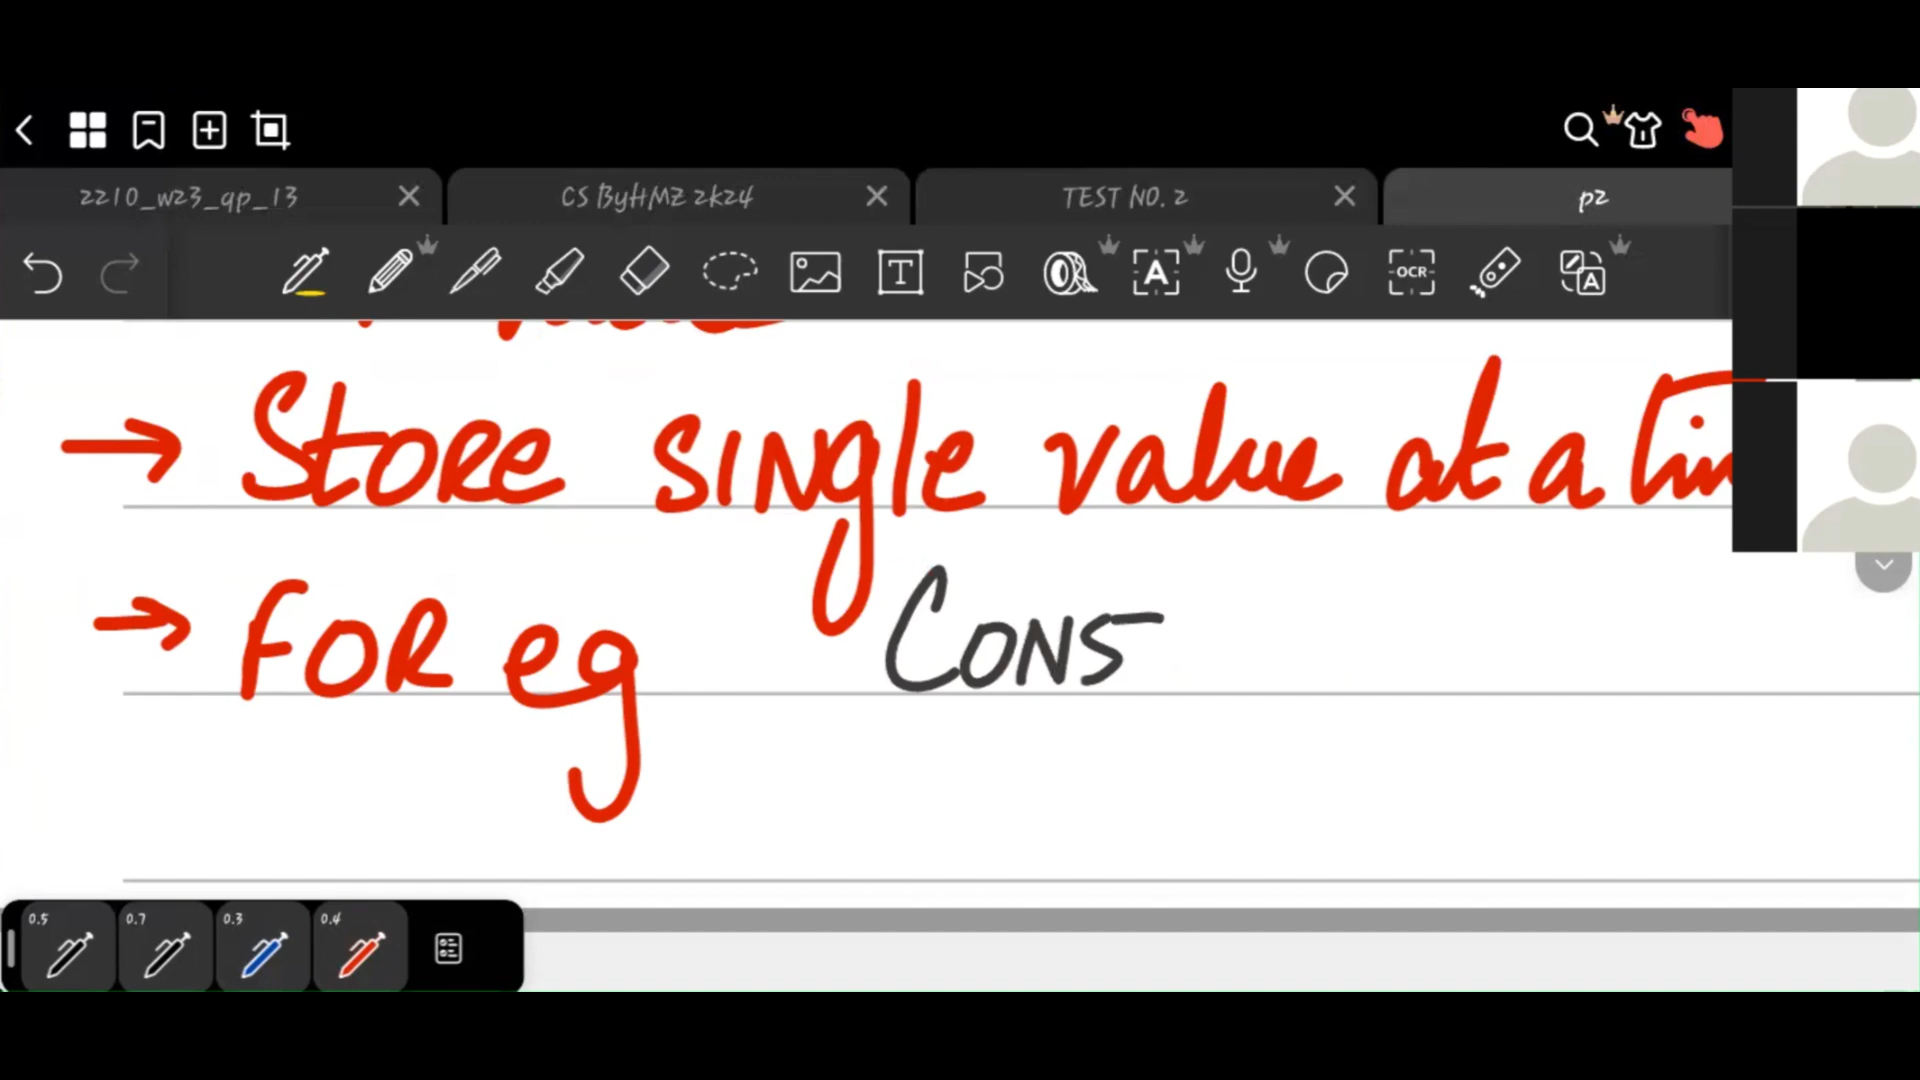 2210_w23_qp_13
CS ByHMZ 2k24
TEST NO. 2
p2
T
A
OCR
A
→ Store single value at a
→ For eg Cons
0.5
0.7
0.3
0.4